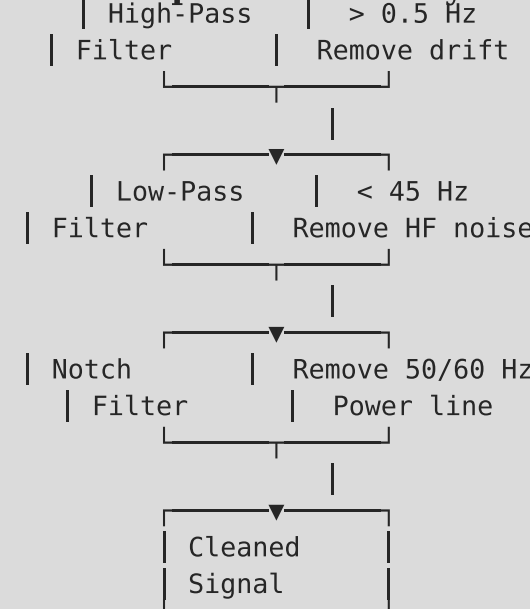 High-Pass > 0.5 Hz
Filter Remove drift
Low-Pass < 45 Hz
Filter Remove HF noise
Notch Remove 50/60 Hz
Filter Power line
Cleaned
Signal